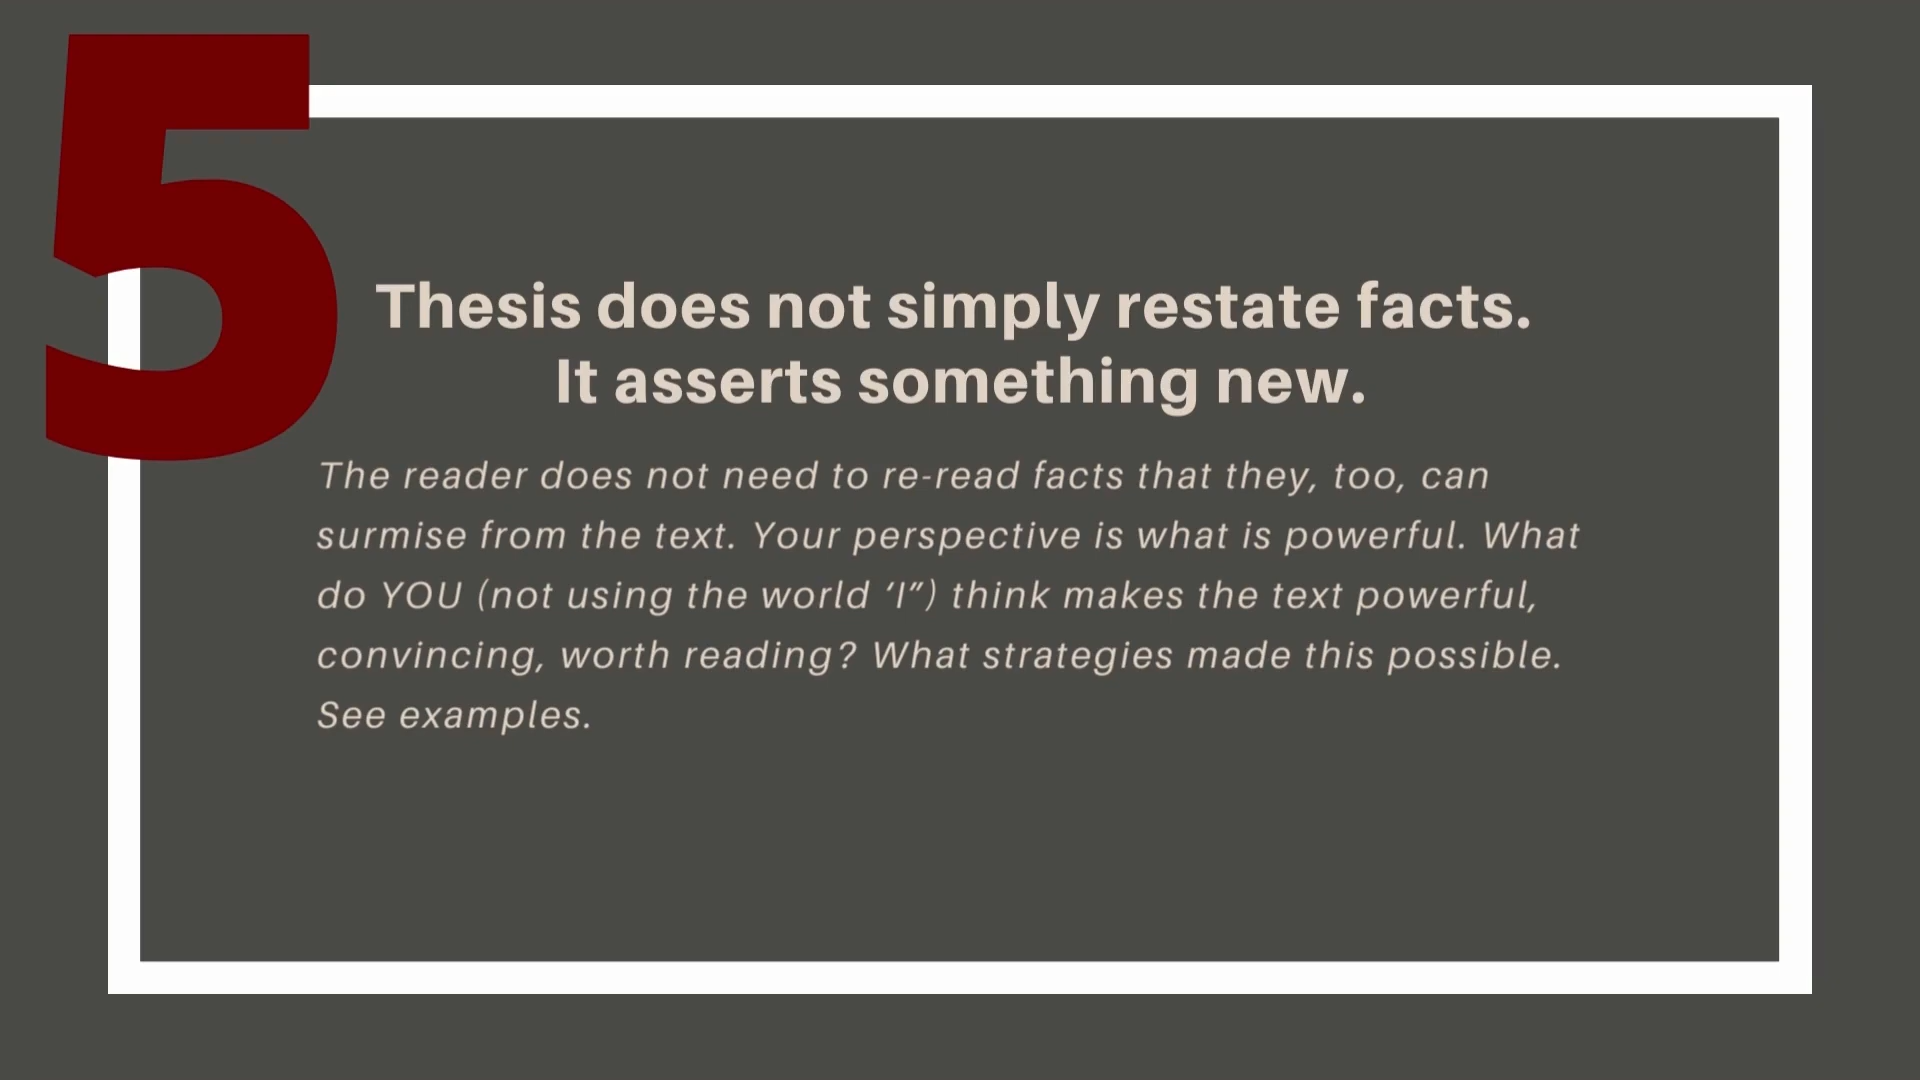 5
Thesis does not simply restate facts.
It asserts something new.
The reader does not need to re-read facts that they, too, can
surmise from the text. Your perspective is what is powerful. What
do YOU (not using the world ‘I”) think makes the text powerful,
convincing, worth reading? What strategies made this possible.
See examples.